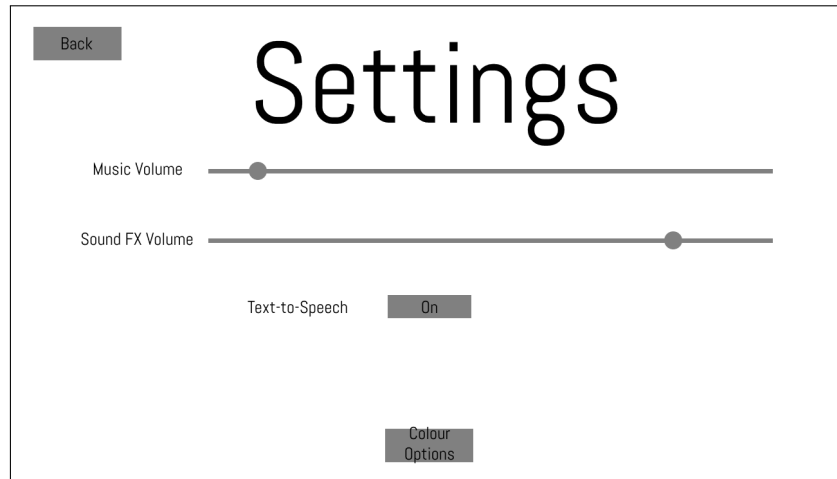 Back
Settings
Music Volume
Sound FX Volume
Text-to-Speech On
Colour
Options